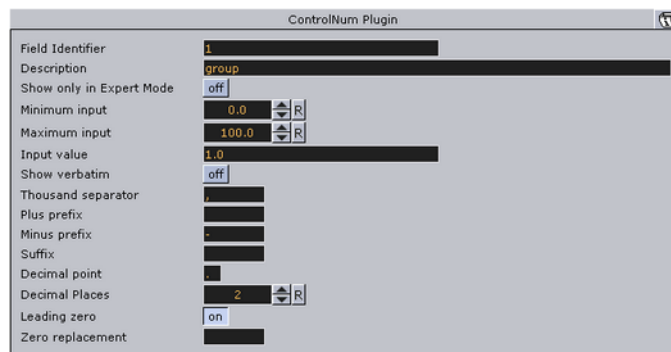 ControlNum Plugin
Field Identifier 1
Description group
Show only in Expert Mode off
Minimum input 0.0 R
Maximum input 100.0 R
Input value 1.0
Show verbatim off
Thousand separator ,
Plus prefix
Minus prefix -
Suffix
Decimal point .
Decimal Places 2 R
Leading zero on
Zero replacement